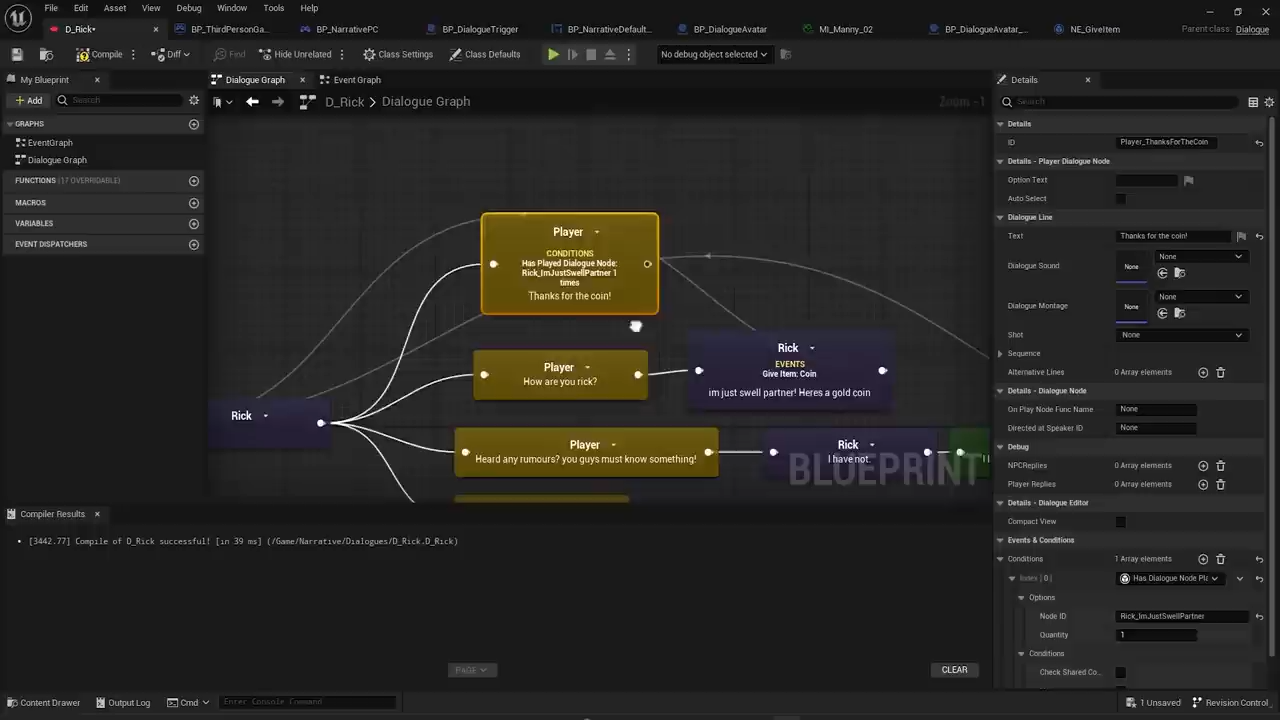 File Edit Asset View Debug Window Tools Help
D_Rick* BP_ThirdPersonGa... BP_NarrativePC BP_DialogueTrigger BP_NarrativeDefault... BP_DialogueAvatar MI_Manny_02 BP_DialogueAvatar_... NE_GiveItem Parent class: Dialogue
Compile Diff Find Hide Unrelated Class Settings Class Defaults No debug object selected
My Blueprint
Add Search
GRAPHS
EventGraph
Dialogue Graph
FUNCTIONS (17 OVERRIDABLE)
MACROS
VARIABLES
EVENT DISPATCHERS
Dialogue Graph Event Graph
D_Rick > Dialogue Graph Zoom -1
Player
CONDITIONS
Has Played Dialogue Node:
Rick_ImJustSwellPartner 1
times
Thanks for the coin!
Player
How are you rick?
Rick
EVENTS
Give Item: Coin
im just swell partner! Heres a gold coin
Rick
Player
Heard any rumours? you guys must know something!
Rick
I have not.
BLUEPRINT
Compiler Results
[3442.77] Compile of D_Rick successful! [in 39 ms] (/Game/Narrative/Dialogues/D_Rick.D_Rick)
PAGE CLEAR
Details
Search
Details
ID Player_ThanksForTheCoin
Details - Player Dialogue Node
Option Text
Auto Select
Dialogue Line
Text Thanks for the coin!
Dialogue Sound None None
Dialogue Montage None None
Shot None
Sequence
Alternative Lines 0 Array elements
Details - Dialogue Node
On Play Node Func Name None
Directed at Speaker ID None
Debug
NPCReplies 0 Array elements
Player Replies 0 Array elements
Details - Dialogue Editor
Compact View
Events & Conditions
Conditions 1 Array elements
Index [ 0 ] Has Dialogue Node Pla
Options
Node ID Rick_ImJustSwellPartner
Quantity 1
Conditions
Check Shared Co...
Content Drawer Output Log Cmd Enter Console Command 1 Unsaved Revision Control